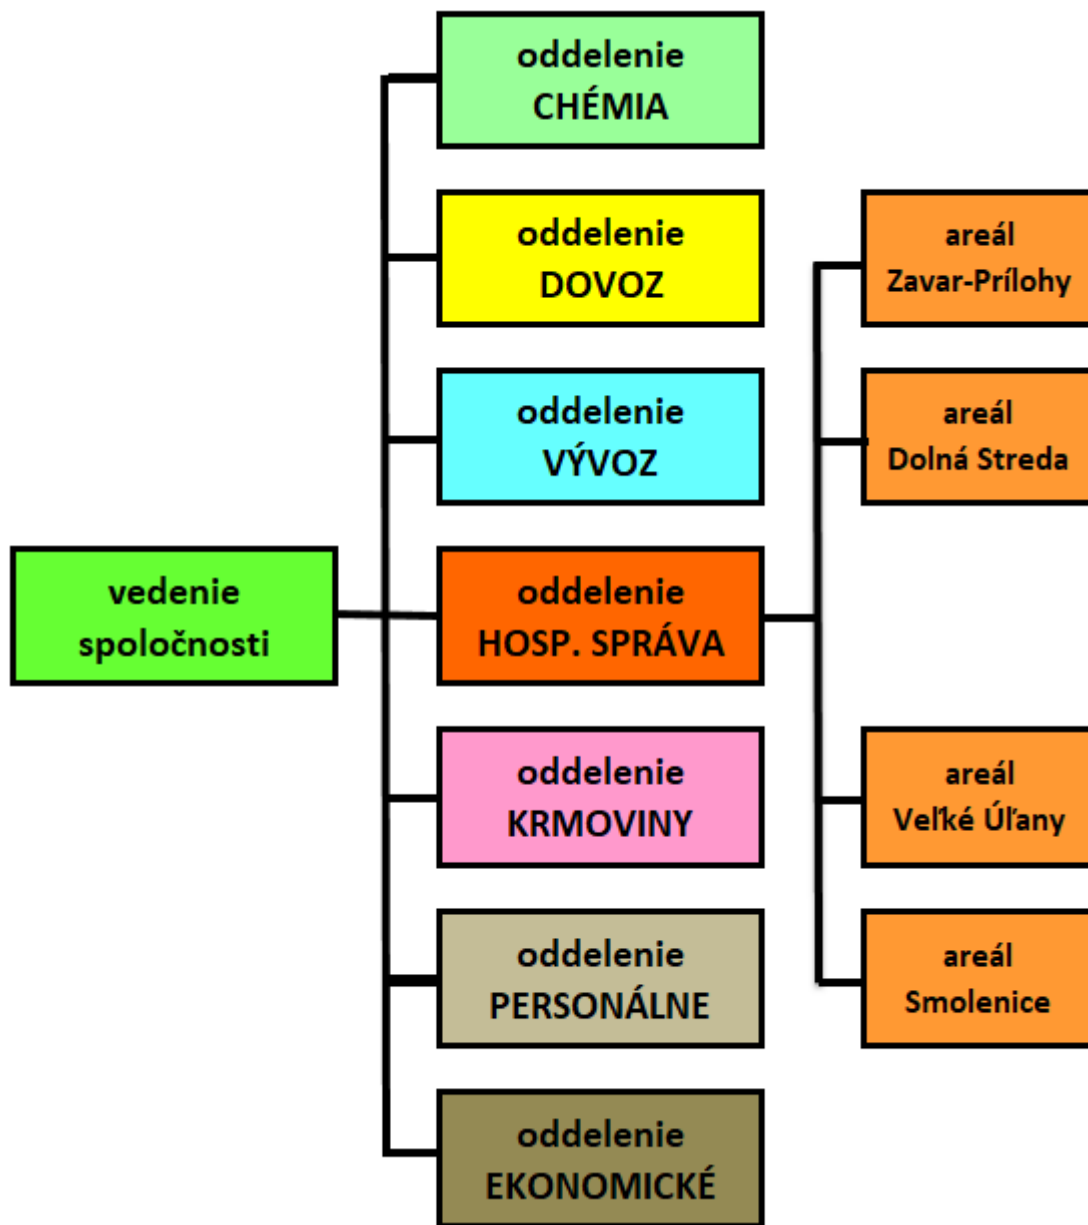 oddelenie
CHÉMIA
oddelenie
DOVOZ
oddelenie
VÝVOZ
vedenie
spoločnosti
oddelenie
HOSP. SPRÁVA
oddelenie
KRMOVINY
oddelenie
PERSONÁLNE
oddelenie
EKONOMICKÉ
areál
Zavar-Prílohy
areál
Dolná Streda
areál
Veľké Úľany
areál
Smolenice